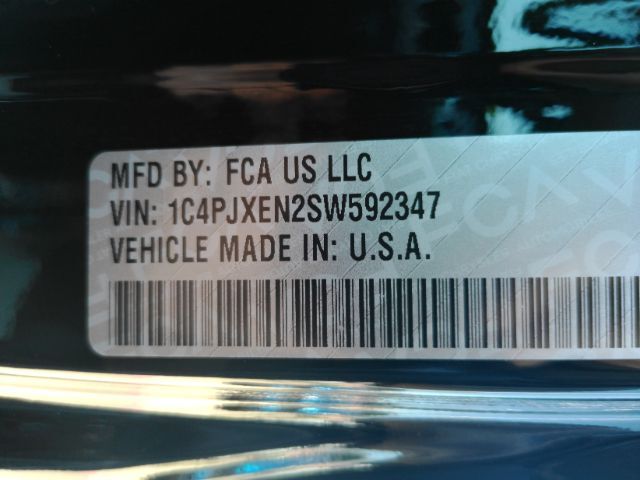 MFD BY: FCA US LLC
VIN: 1C4PJXEN2SW592347
VEHICLE MADE IN: U.S.A.